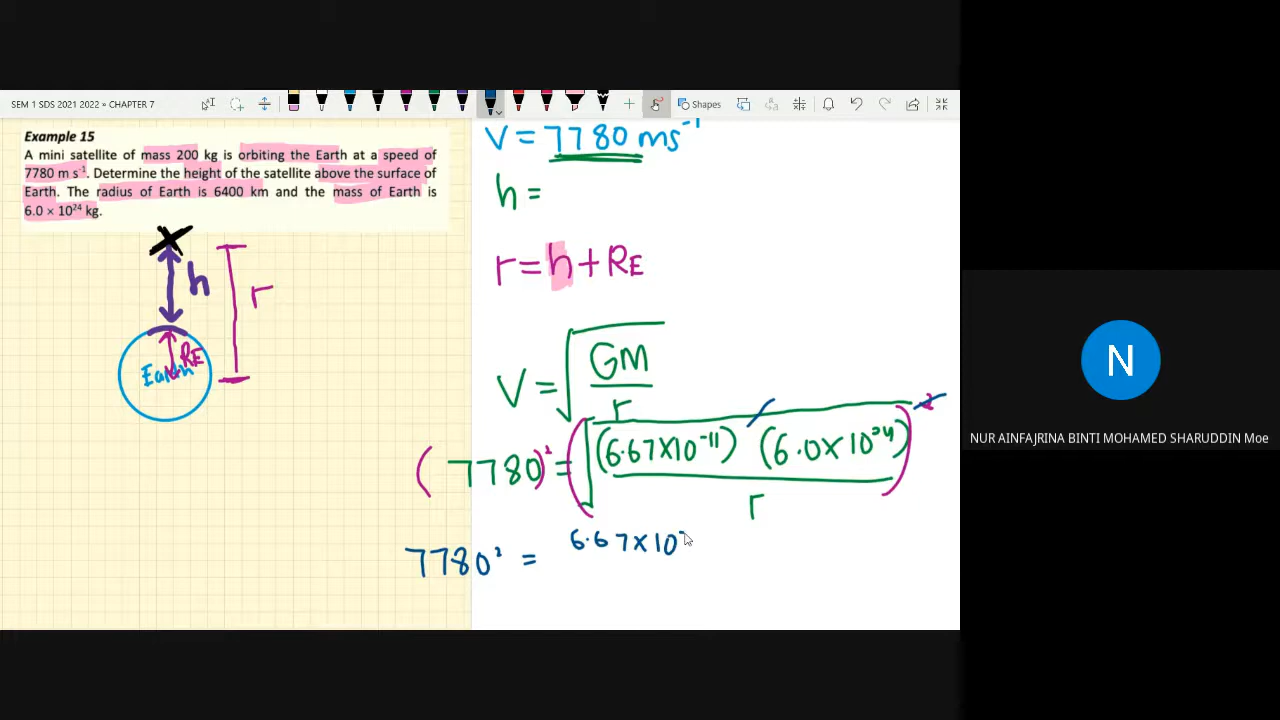 SEM 1 SDS 2021 2022 » CHAPTER 7
Shapes
Example 15
A mini satellite of mass 200 kg is orbiting the Earth at a speed of
7780 m s⁻¹. Determine the height of the satellite above the surface of
Earth. The radius of Earth is 6400 km and the mass of Earth is
6.0 × 10²⁴ kg.
h
r
RE
Earth
V = 7780 ms⁻¹
h =
r = h + RE
V = √
GM
r
(7780)² = (√(6.67×10⁻¹¹) (6.0×10²⁴))²
r
7780² = 6.67×10
N
NUR AINFAJRINA BINTI MOHAMED SHARUDDIN Moe